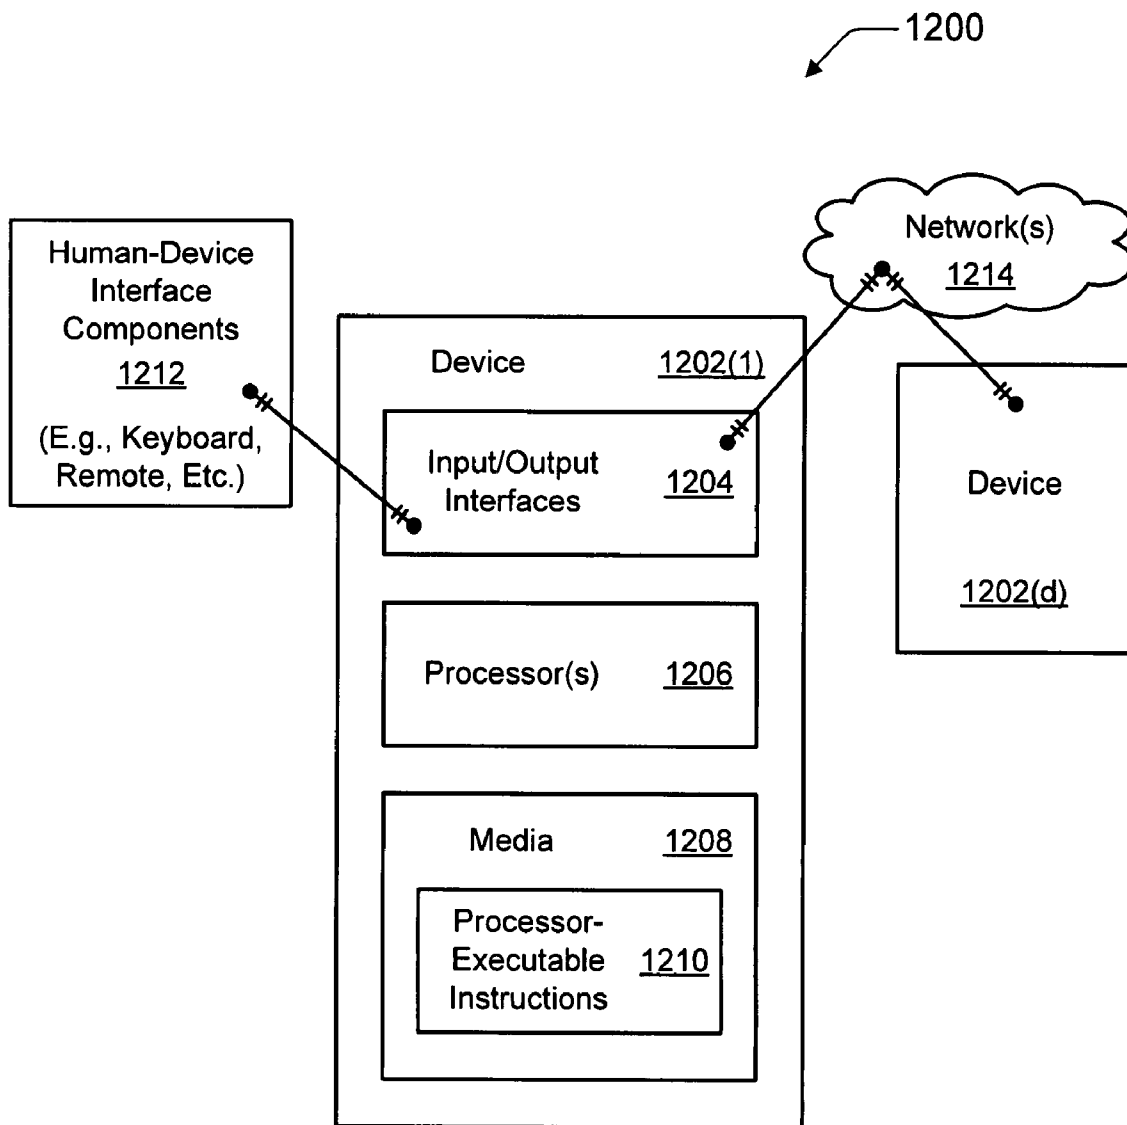 1200
Human-Device
Interface
Components
1212
(E.g., Keyboard,
Remote, Etc.)
Network(s)
1214
Device 1202(1)
Input/Output
Interfaces
1204
Device
1202(d)
Processor(s) 1206
Media 1208
Processor-
Executable
Instructions
1210